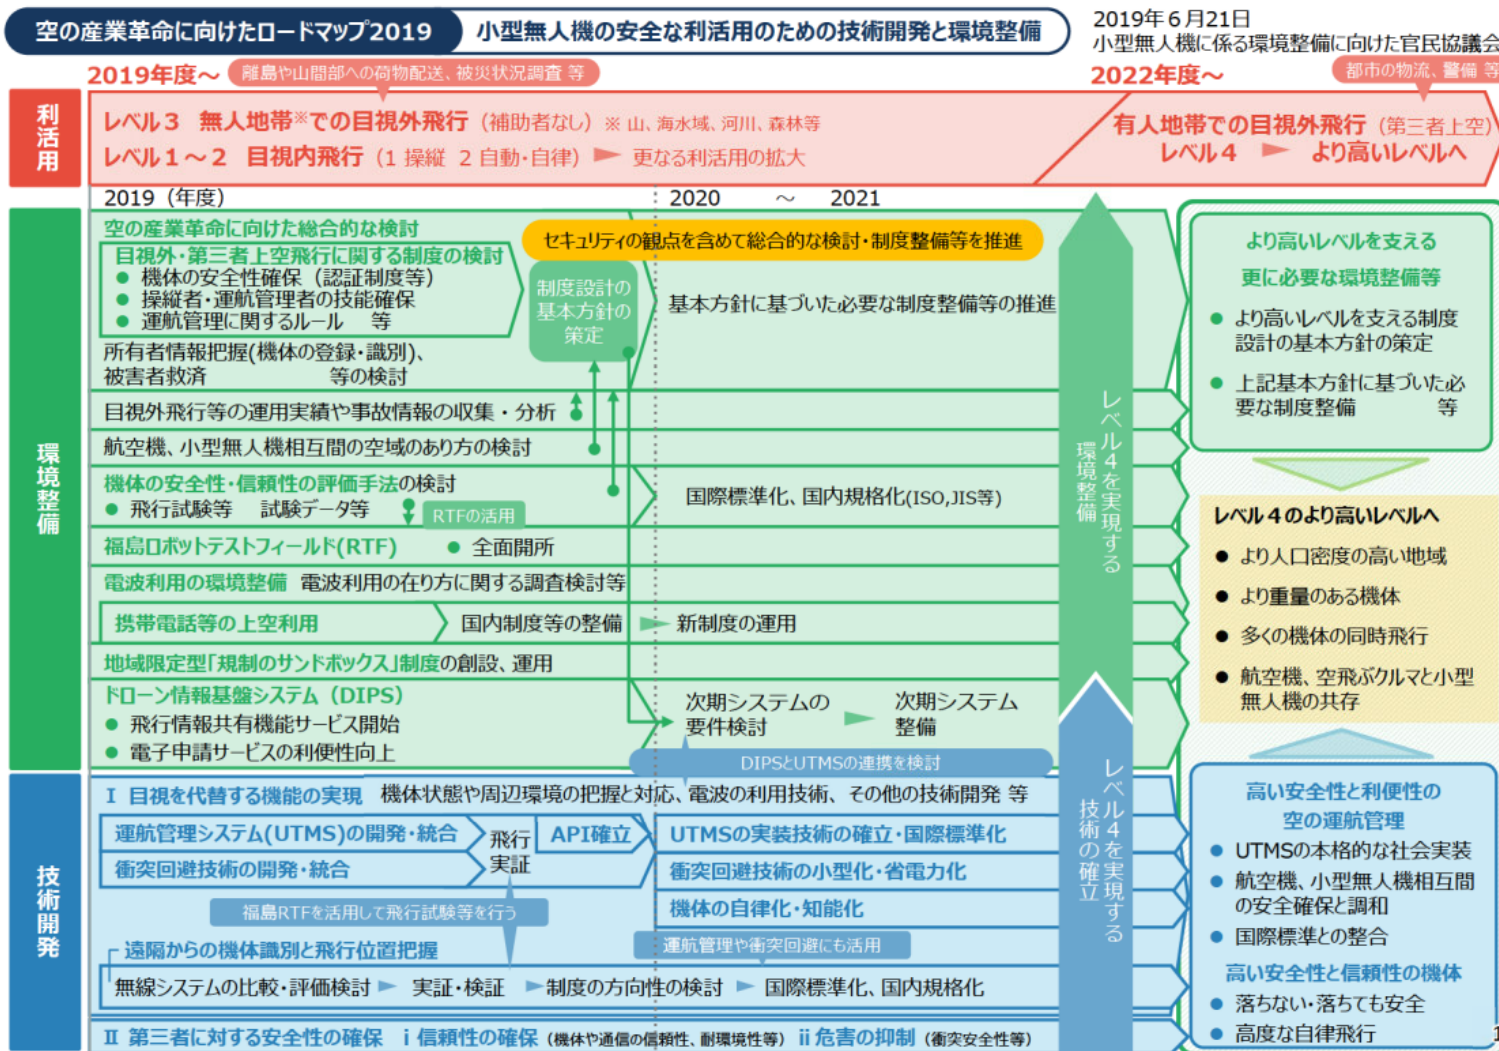 空の産業革命に向けたロードマップ2019
小型無人機の安全な利活用のための技術開発と環境整備
2019年6月21日
小型無人機に係る環境整備に向けた官民協議会
2019年度～
離島や山間部への荷物配送、被災状況調査 等
2022年度～
都市の物流、警備 等
利活用
レベル3 無人地帯※での目視外飛行（補助者なし）※ 山、海水域、河川、森林等
レベル1～2 目視内飛行（1 操縦 2 自動・自律） 更なる利活用の拡大
有人地帯での目視外飛行（第三者上空）
レベル4 より高いレベルへ
2019（年度）
2020 ～ 2021
環境整備
空の産業革命に向けた総合的な検討
セキュリティの観点を含めて総合的な検討・制度整備等を推進
目視外・第三者上空飛行に関する制度の検討
● 機体の安全性確保（認証制度等）
● 操縦者・運航管理者の技能確保
● 運航管理に関するルール 等
制度設計の
基本方針の
策定
基本方針に基づいた必要な制度整備等の推進
所有者情報把握(機体の登録・識別)、
被害者救済 等の検討
目視外飛行等の運用実績や事故情報の収集・分析
航空機、小型無人機相互間の空域のあり方の検討
機体の安全性・信頼性の評価手法の検討
● 飛行試験等 試験データ等
RTFの活用
国際標準化、国内規格化(ISO,JIS等)
福島ロボットテストフィールド(RTF) ● 全面開所
電波利用の環境整備 電波利用の在り方に関する調査検討等
携帯電話等の上空利用
国内制度等の整備
新制度の運用
地域限定型「規制のサンドボックス」制度の創設、運用
ドローン情報基盤システム（DIPS）
● 飛行情報共有機能サービス開始
● 電子申請サービスの利便性向上
次期システムの
要件検討
次期システム
整備
DIPSとUTMSの連携を検討
レベル4を実現する
環境整備
より高いレベルを支える
更に必要な環境整備等
● より高いレベルを支える制度
設計の基本方針の策定
● 上記基本方針に基づいた必
要な制度整備 等
レベル4のより高いレベルへ
● より人口密度の高い地域
● より重量のある機体
● 多くの機体の同時飛行
● 航空機、空飛ぶクルマと小型
無人機の共存
技術開発
Ⅰ 目視を代替する機能の実現 機体状態や周辺環境の把握と対応、電波の利用技術、その他の技術開発 等
運航管理システム(UTMS)の開発・統合
衝突回避技術の開発・統合
飛行
実証
API確立
UTMSの実装技術の確立・国際標準化
衝突回避技術の小型化・省電力化
機体の自律化・知能化
福島RTFを活用して飛行試験等を行う
運航管理や衝突回避にも活用
遠隔からの機体識別と飛行位置把握
無線システムの比較・評価検討
実証・検証
制度の方向性の検討
国際標準化、国内規格化
Ⅱ 第三者に対する安全性の確保 ⅰ 信頼性の確保（機体や通信の信頼性、耐環境性等）ⅱ 危害の抑制（衝突安全性等）
レベル4を実現する
技術の確立
高い安全性と利便性の
空の運航管理
● UTMSの本格的な社会実装
● 航空機、小型無人機相互間
の安全確保と調和
● 国際標準との整合
高い安全性と信頼性の機体
● 落ちない・落ちても安全
● 高度な自律飛行
1